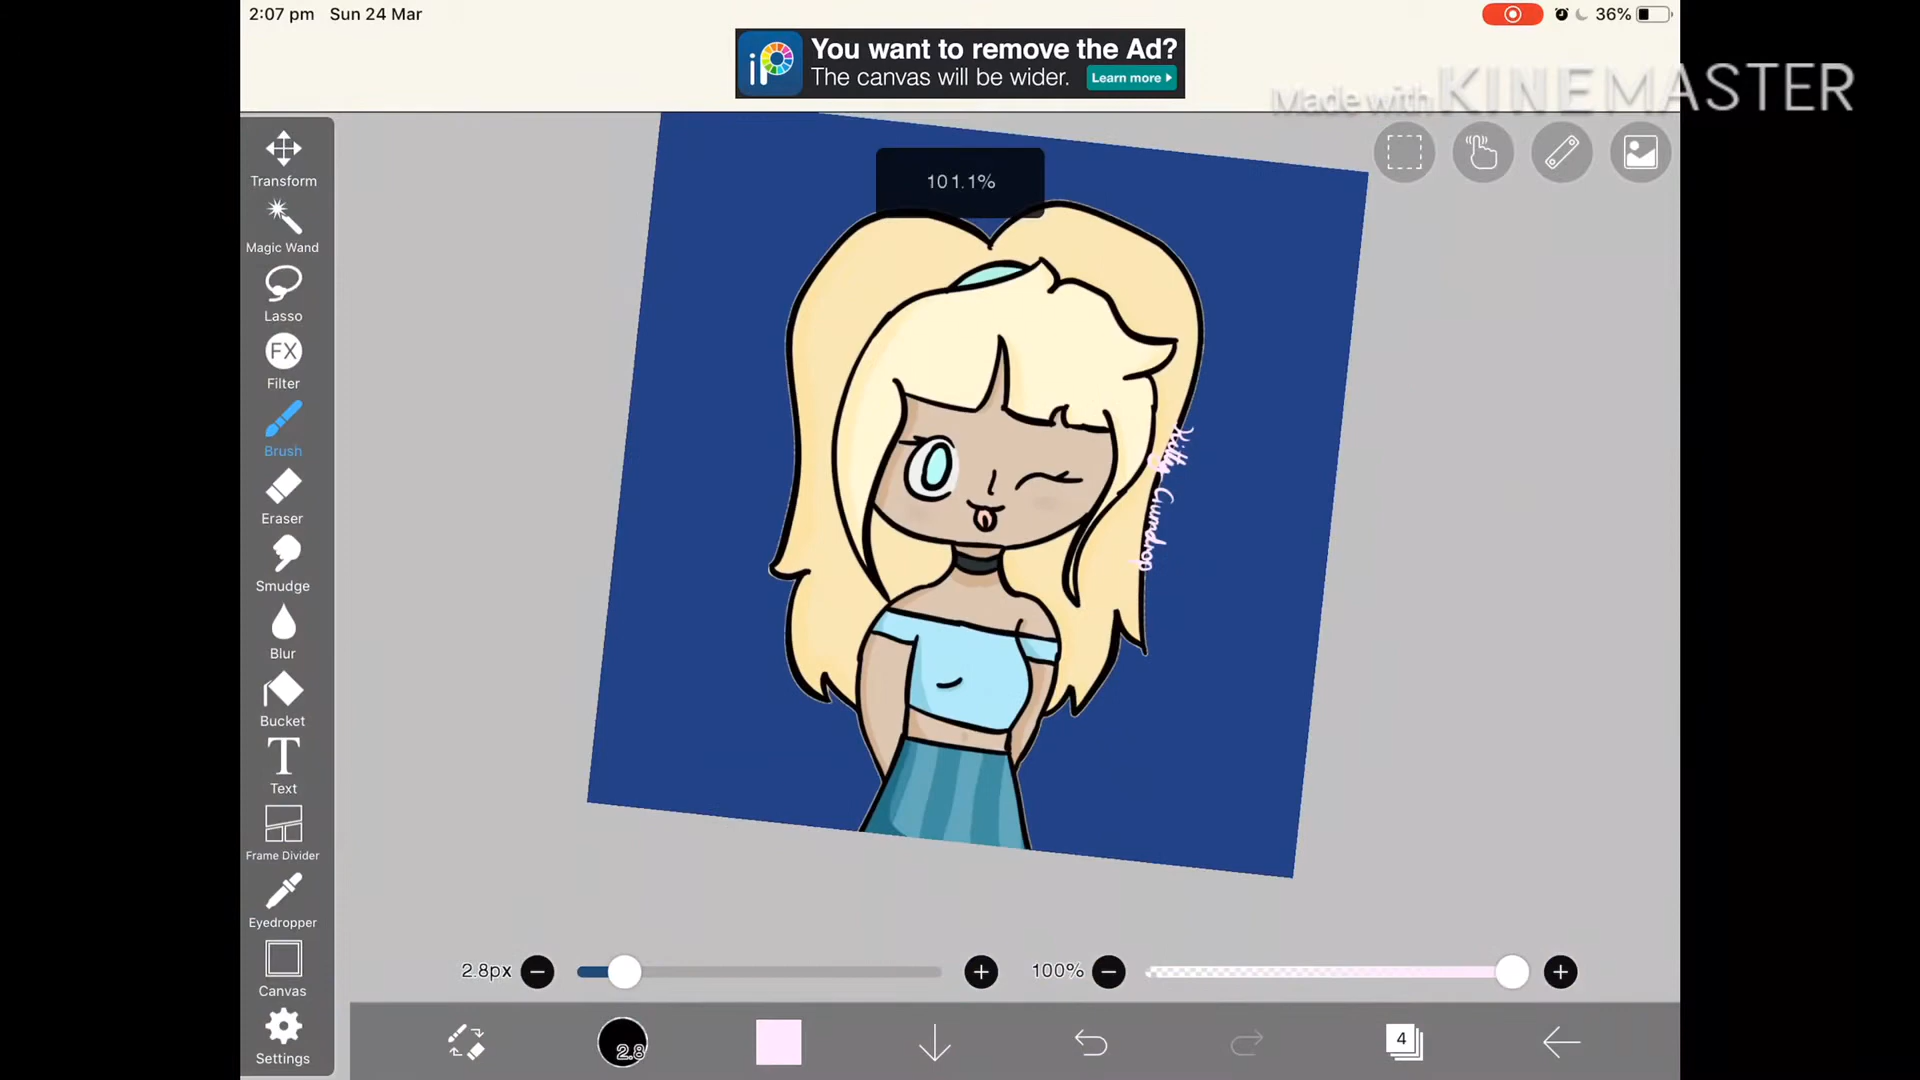 2:07 pm Sun 24 Mar
36%
You want to remove the Ad?
The canvas will be wider.
Learn more
Made with KINEMASTER
101.1%
Transform
Magic Wand
Lasso
FX
Filter
Brush
Eraser
Smudge
Blur
Bucket
T
Text
Frame Divider
Eyedropper
Canvas
Settings
Kitty Gumdrop
2.8px
100%
2.8
4